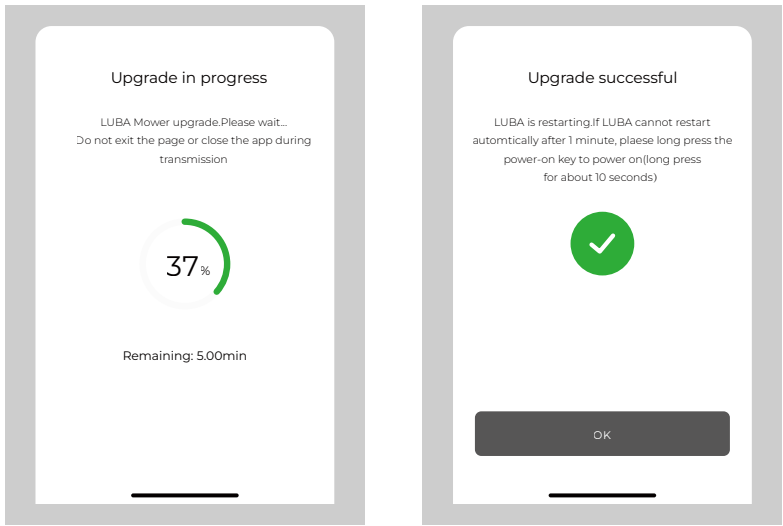 Upgrade in progress
LUBA Mower upgrade.Please wait...
Do not exit the page or close the app during
transmission
37%
Remaining: 5.00min
Upgrade successful
LUBA is restarting.If LUBA cannot restart
automtically after 1 minute, plaese long press the
power-on key to power on(long press
for about 10 seconds)
OK